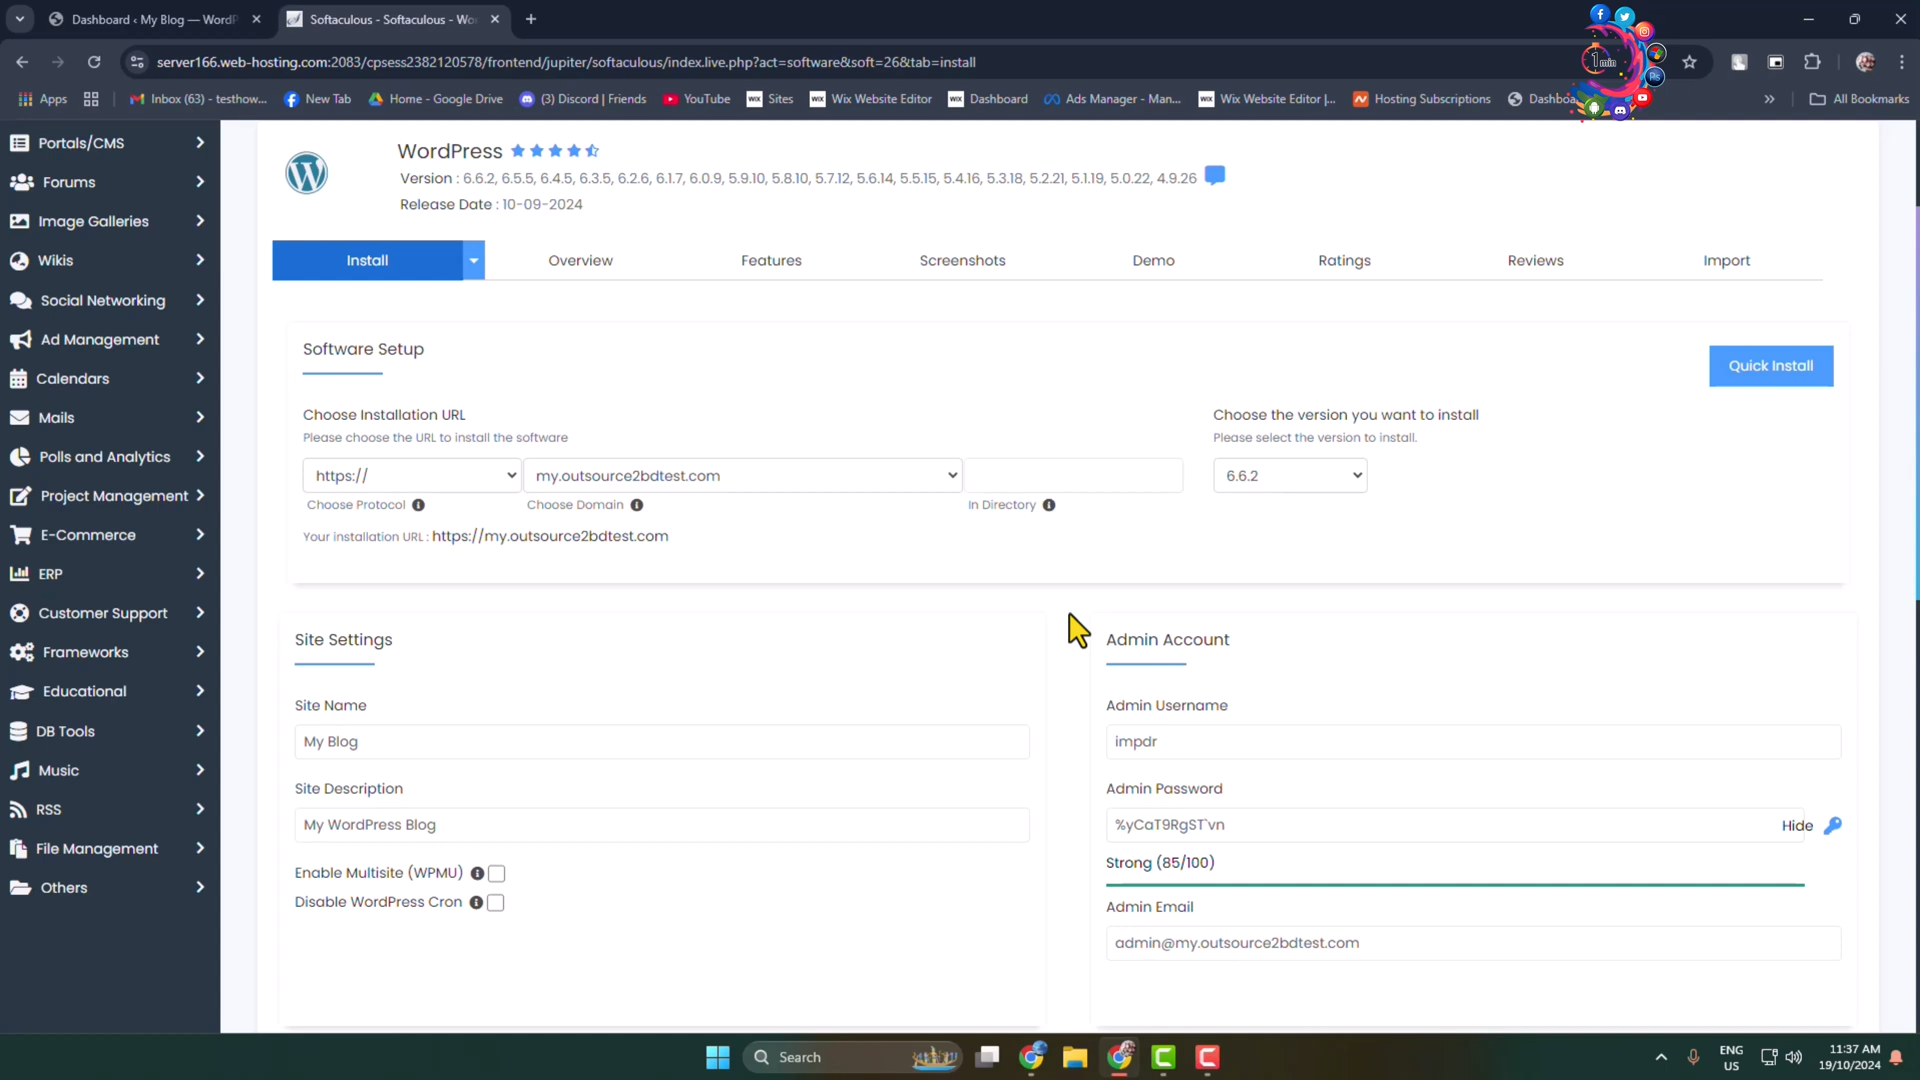 Dashboard ‹ My Blog — WordP
Softaculous - Softaculous - Wor
server166.web-hosting.com:2083/cpsess2382120578/frontend/jupiter/softaculous/index.live.php?act=software&soft=26&tab=install
1min
Ps
Apps
Inbox (63) - testhow...
New Tab
Home - Google Drive
(3) Discord | Friends
YouTube
WIX Sites
WIX Wix Website Editor
WIX Dashboard
Ads Manager - Man...
WIX Wix Website Editor |...
Hosting Subscriptions
Dashboa
All Bookmarks
Portals/CMS
Forums
Image Galleries
Wikis
Social Networking
Ad Management
Calendars
Mails
Polls and Analytics
Project Management
E-Commerce
ERP
Customer Support
Frameworks
Educational
DB Tools
Music
RSS
File Management
Others
WordPress
Version : 6.6.2, 6.5.5, 6.4.5, 6.3.5, 6.2.6, 6.1.7, 6.0.9, 5.9.10, 5.8.10, 5.7.12, 5.6.14, 5.5.15, 5.4.16, 5.3.18, 5.2.21, 5.1.19, 5.0.22, 4.9.26
Release Date : 10-09-2024
Install
Overview
Features
Screenshots
Demo
Ratings
Reviews
Import
Software Setup
Quick Install
Choose Installation URL
Please choose the URL to install the software
https://
my.outsource2bdtest.com
Choose Protocol
Choose Domain
In Directory
Your installation URL : https://my.outsource2bdtest.com
Choose the version you want to install
Please select the version to install.
6.6.2
Site Settings
Site Name
My Blog
Site Description
My WordPress Blog
Enable Multisite (WPMU)
Disable WordPress Cron
Admin Account
Admin Username
impdr
Admin Password
%yCaT9RgST`vn
Hide
Strong (85/100)
Admin Email
admin@my.outsource2bdtest.com
Search
ENG
US
11:37 AM
19/10/2024